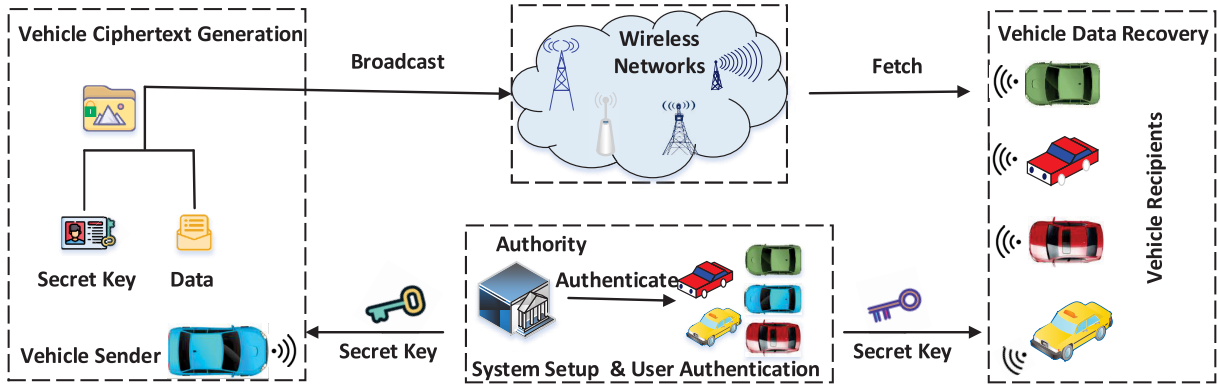 Vehicle Ciphertext Generation
Secret Key
Data
Vehicle Sender
Broadcast
Wireless
Networks
Fetch
Authority
Authenticate
System Setup & User Authentication
Secret Key
Secret Key
Vehicle Data Recovery
Vehicle Recipients